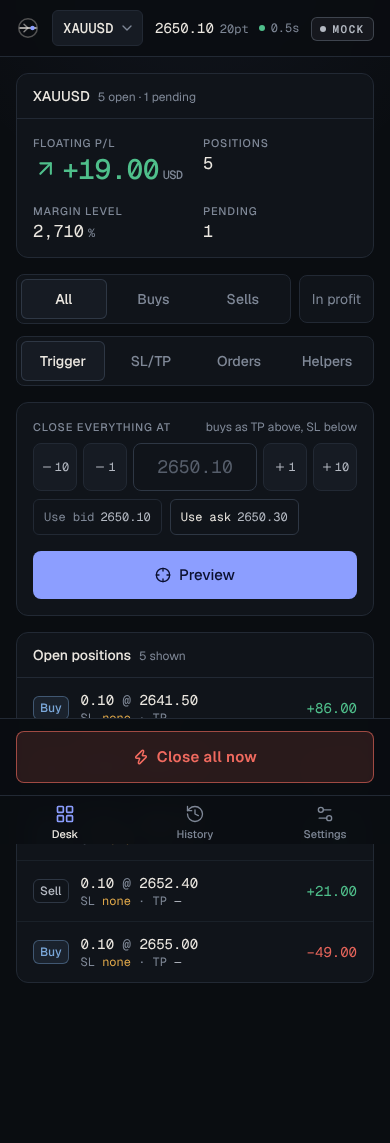 XAUUSD 2650.10 20pt 0.5s MOCK
XAUUSD 5 open · 1 pending
FLOATING P/L POSITIONS
+19.00 USD 5
MARGIN LEVEL PENDING
2,710 % 1
All Buys Sells In profit
Trigger SL/TP Orders Helpers
CLOSE EVERYTHING AT buys as TP above, SL below
−10 −1 2650.10 +1 +10
Use bid 2650.10 Use ask 2650.30
Preview
Open positions 5 shown
Buy 0.10 @ 2641.50 +86.00
SL none · TP —
Close all now
Desk History Settings
Sell 0.10 @ 2652.40 +21.00
SL none · TP —
Buy 0.10 @ 2655.00 −49.00
SL none · TP —